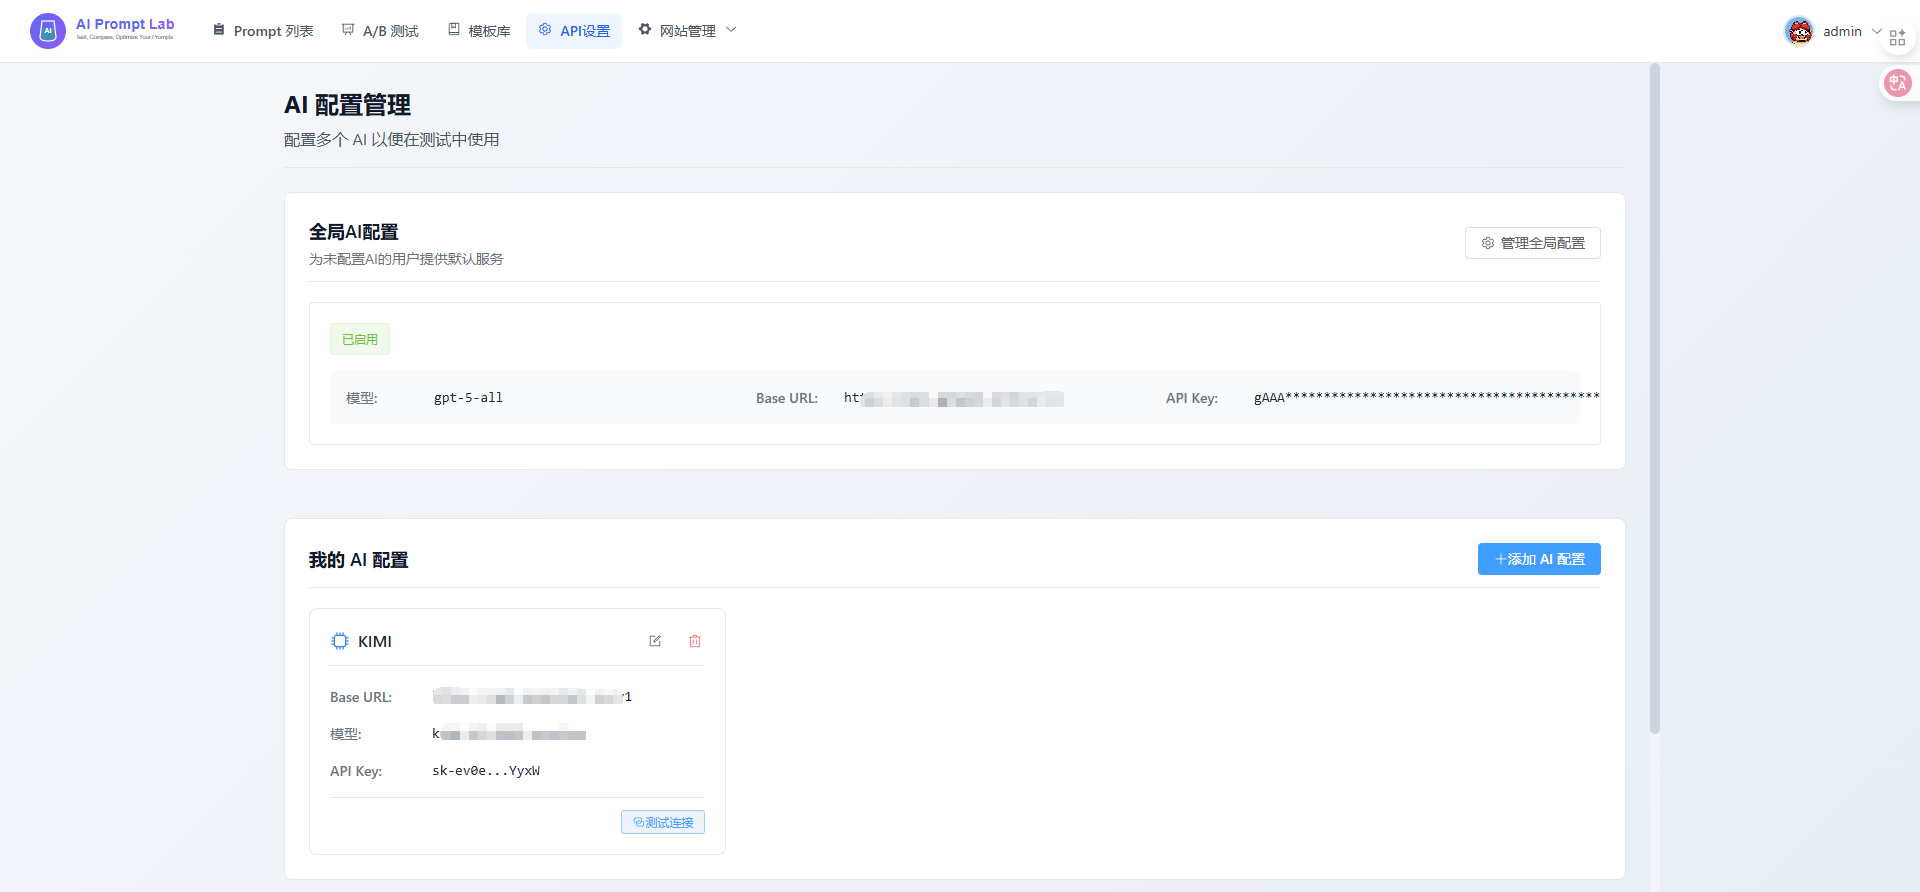 AI Prompt Lab
Test, Compare, Optimize Your Prompts
Prompt 列表
A/B 测试
模板库
API设置
网站管理
admin
AI 配置管理
配置多个 AI 以便在测试中使用
全局AI配置
为未配置AI的用户提供默认服务
管理全局配置
已启用
模型: gpt-5-all Base URL: API Key: gAAA*****************************************
我的 AI 配置
添加 AI 配置
KIMI
Base URL:
模型:
API Key: sk-ev0e...YyxW
测试连接